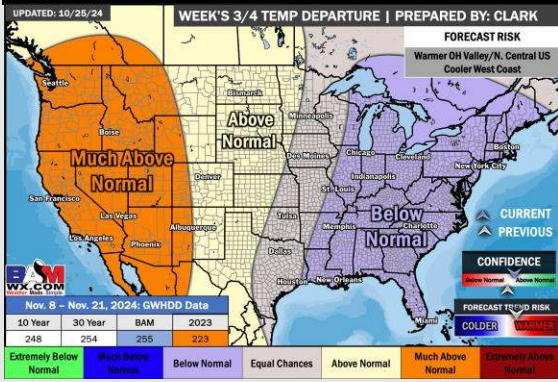 UPDATED: 10/25/24
WEEK'S 3/4 TEMP DEPARTURE | PREPARED BY: CLARK
FORECAST RISK
Warmer OH Valley/N. Central US
Cooler West Coast
Seattle
Bismarck
Minneapolis
Boise
Above
Normal
Boston
Much Above
Normal
Des Moines
Chicago
Cleveland
New York City
Denver
Indianapolis
San Francisco
St. Louis
Las Vegas
Below
Normal
CURRENT
PREVIOUS
Los Angeles
Albuquerque
Tulsa
Memphis
Charlotte
Phoenix
Dallas
CONFIDENCE
Below Normal
Above Normal
BAM
WX.COM
Weather Made Simple
Houston
New Orleans
Miami
FORECAST TREND RISK
COLDER
WARMER
Nov. 8 – Nov. 21, 2024: GWHDD Data
10 Year 30 Year BAM 2023
248 254 255 223
Extremely Below Normal
Much Below Normal
Below Normal
Equal Chances
Above Normal
Much Above Normal
Extremely Above Normal